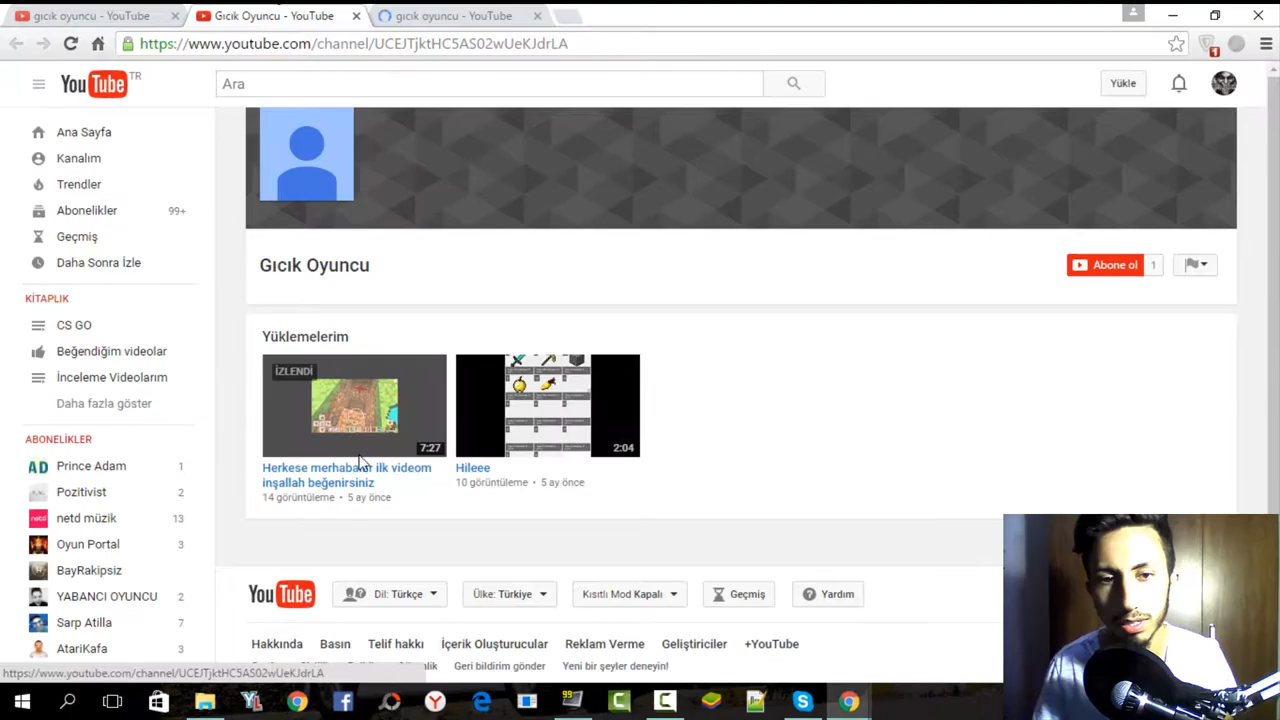 gıcık oyuncu - YouTube
Gıcık Oyuncu - YouTube
gıcık oyuncu - YouTube
https://www.youtube.com/channel/UCEJTjktHC5AS02wUeKJdrLA
1
YouTube TR
Ara
Yükle
Ana Sayfa
Kanalım
Trendler
Abonelikler 99+
Geçmiş
Daha Sonra İzle
KİTAPLIK
CS GO
Beğendiğim videolar
İnceleme Videolarım
Daha fazla göster
ABONELİKLER
Prince Adam 1
Pozitivist 2
netd müzik 13
Oyun Portal 3
BayRakipsiz
YABANCI OYUNCU 2
Sarp Atilla 7
AtariKafa 3
Gıcık Oyuncu
Abone ol 1
Yüklemelerim
İZLENDİ
7:27
Herkese ilk videom
inşallah beğenirsiniz
14 görüntüleme • 5 ay önce
2:04
Hileee
10 görüntüleme • 5 ay önce
YouTube
Dil: Türkçe
Ülke: Türkiye
Kısıtlı Mod Kapalı
Geçmiş
Yardım
Hakkında
Basın
Telif hakkı
İçerik Oluşturucular
Reklam Verme
Geliştiriciler
+YouTube
Geri bildirim gönder
Yeni bir şeyler deneyin!
https://www.youtube.com/channel/UCEJTjktHC5AS02wUeKJdrLA
99